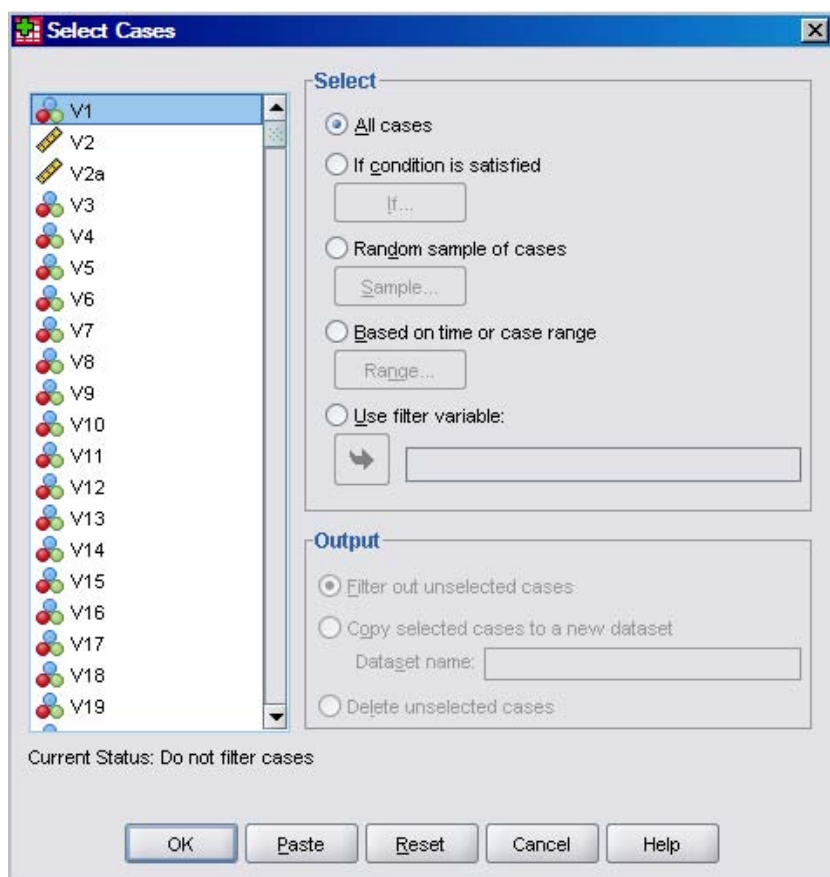 Select Cases
V1
V2
V2a
V3
V4
V5
V6
V7
V8
V9
V10
V11
V12
V13
V14
V15
V16
V17
V18
V19
Select
All cases
If condition is satisfied
If...
Random sample of cases
Sample...
Based on time or case range
Range...
Use filter variable:
Output
Filter out unselected cases
Copy selected cases to a new dataset
Dataset name:
Delete unselected cases
Current Status: Do not filter cases
OK Paste Reset Cancel Help